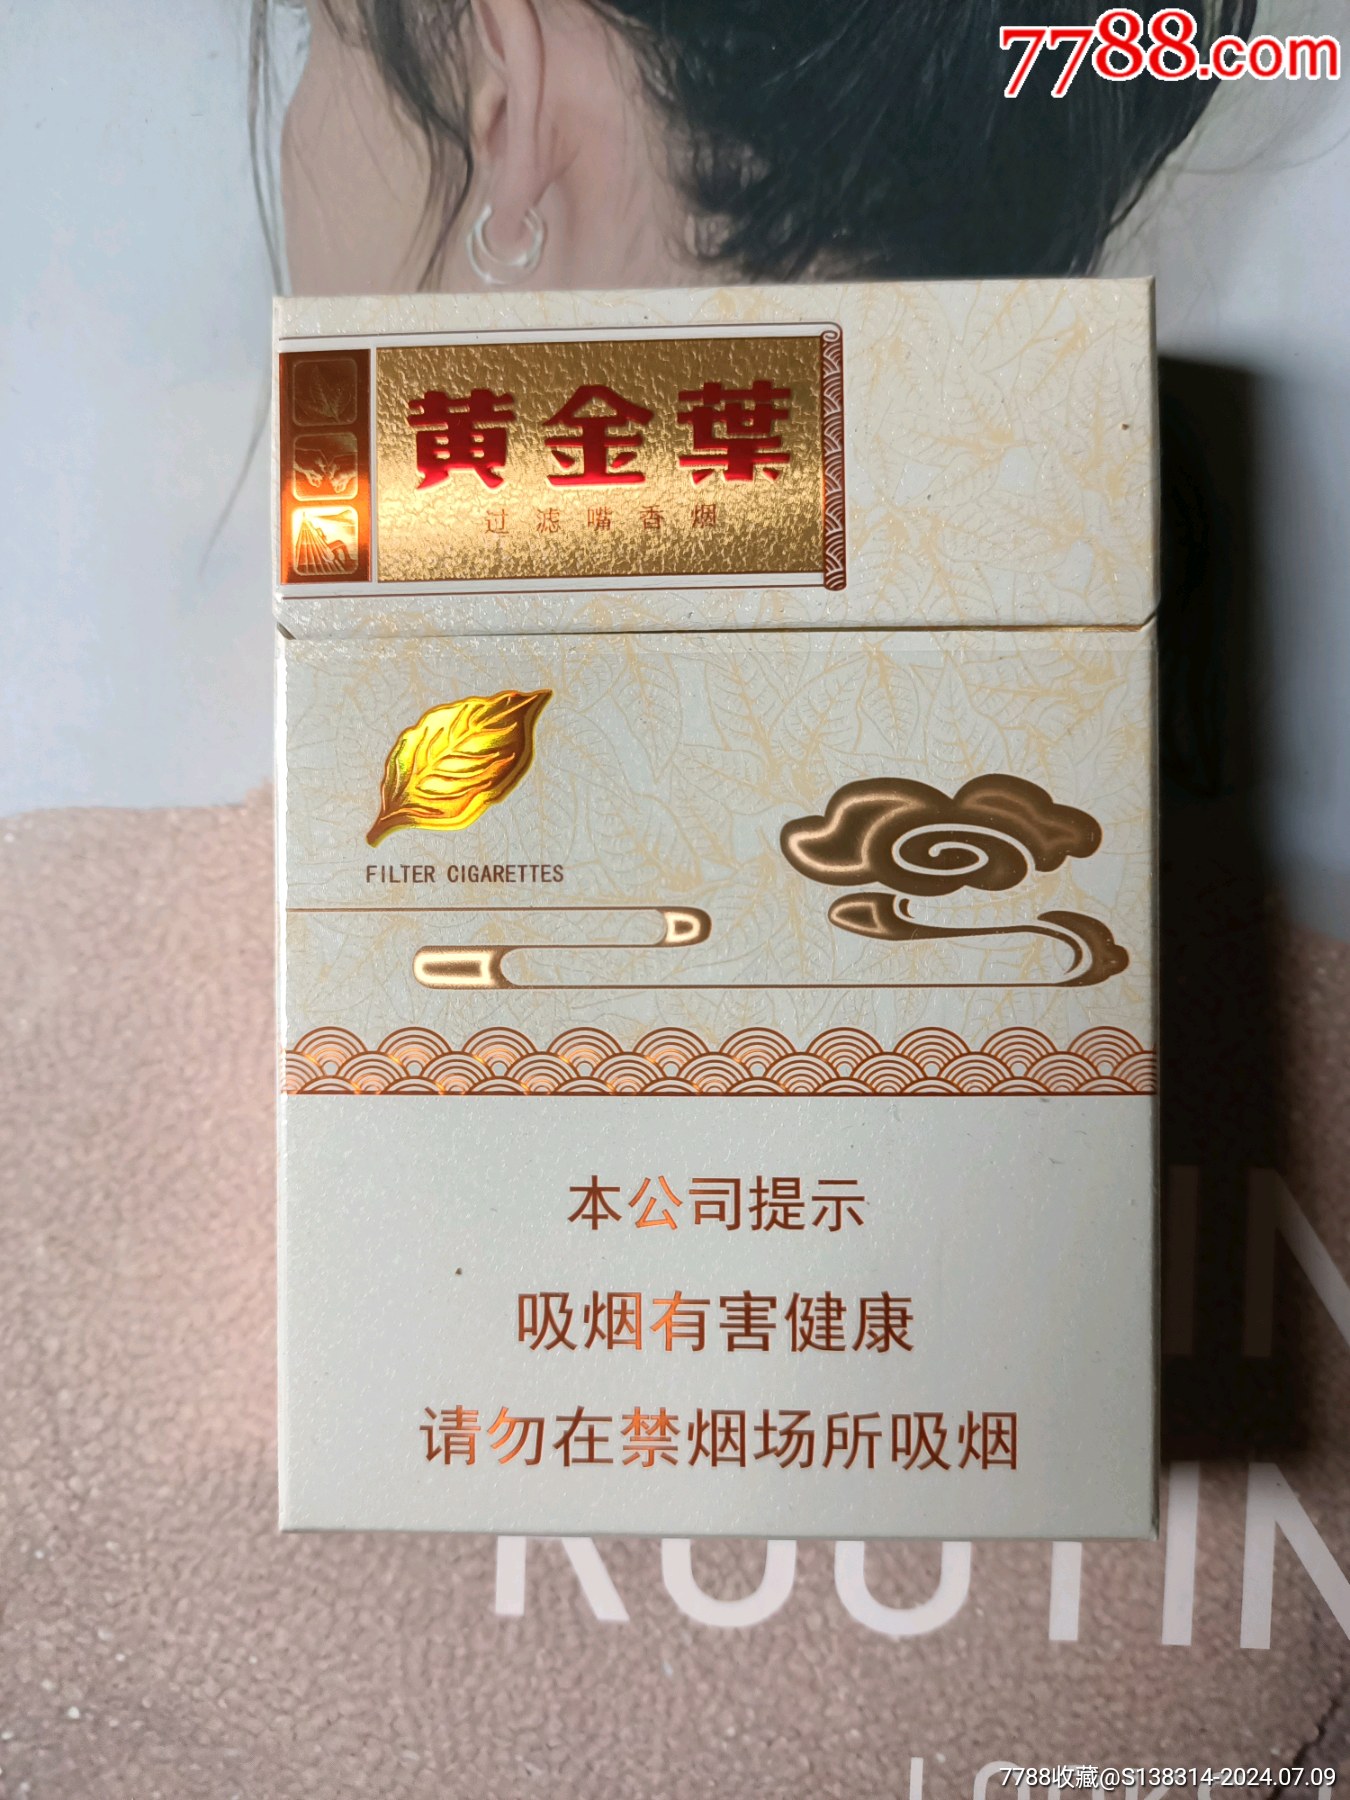 7788.com
黄金葉
过滤嘴香烟
FILTER CIGARETTES
本公司提示
吸烟有害健康
请勿在禁烟场所吸烟
7788收藏@S138314-2024.07.09